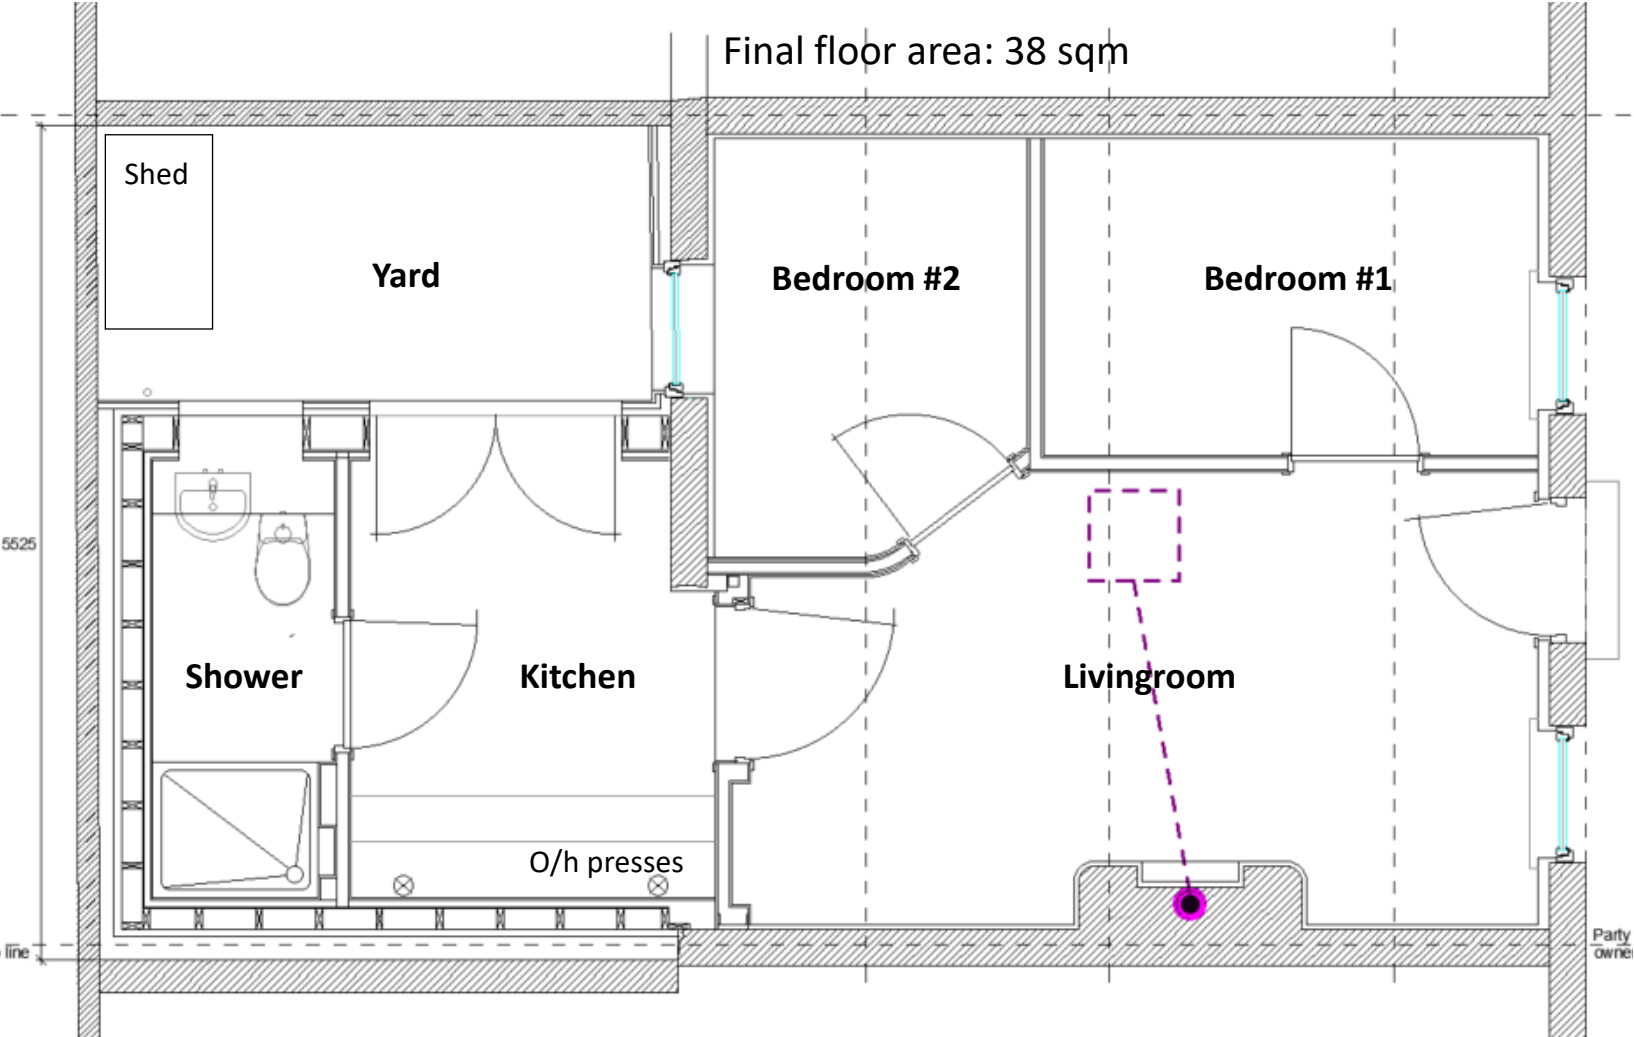 Final floor area: 38 sqm
Shed
Yard
Bedroom #2
Bedroom #1
5525
Shower
Kitchen
Livingroom
O/h presses
line
Party
owner